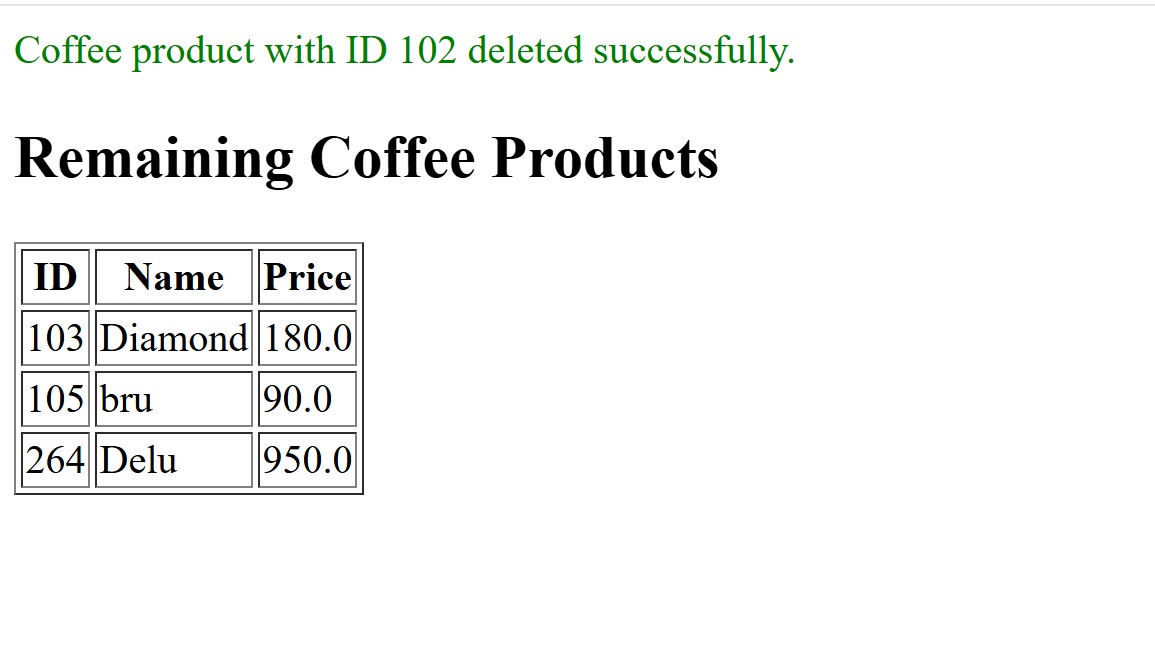 Coffee product with ID 102 deleted successfully.
Remaining Coffee Products
ID Name Price
103 Diamond 180.0
105 bru 90.0
264 Delu 950.0